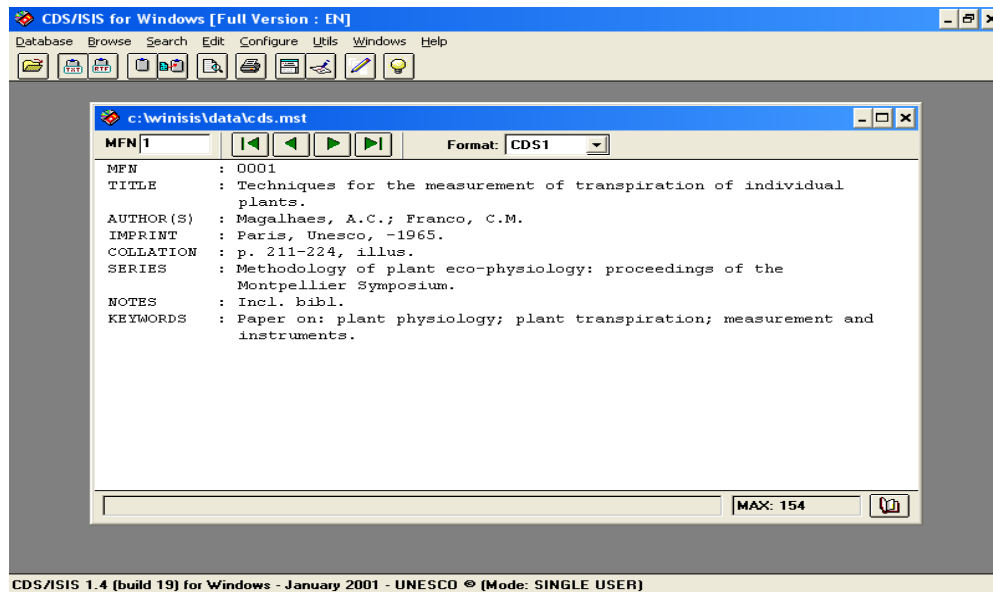 CDS/ISIS for Windows [Full Version : EN]
Database Browse Search Edit Configure Utils Windows Help
TXT RTF
c:\winisis\data\cds.mst
MFN 1 Format: CDS1
MFN : 0001
TITLE : Techniques for the measurement of transpiration of individual
plants.
AUTHOR(S) : Magalhaes, A.C.; Franco, C.M.
IMPRINT : Paris, Unesco, -1965.
COLLATION : p. 211-224, illus.
SERIES : Methodology of plant eco-physiology: proceedings of the
Montpellier Symposium.
NOTES : Incl. bibl.
KEYWORDS : Paper on: plant physiology; plant transpiration; measurement and
instruments.
MAX: 154
CDS/ISIS 1.4 (build 19) for Windows - January 2001 - UNESCO © (Mode: SINGLE USER)